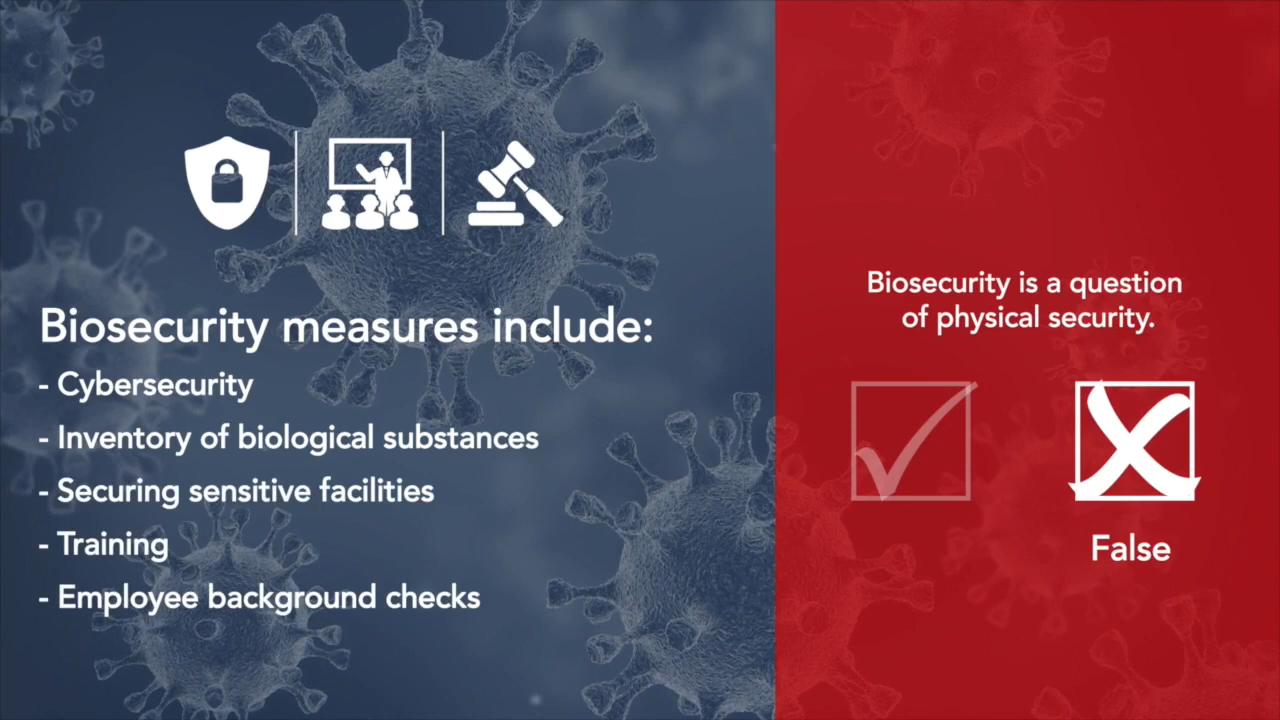 Biosecurity measures include:
- Cybersecurity
- Inventory of biological substances
- Securing sensitive facilities
- Training
- Employee background checks
Biosecurity is a question
of physical security.
False